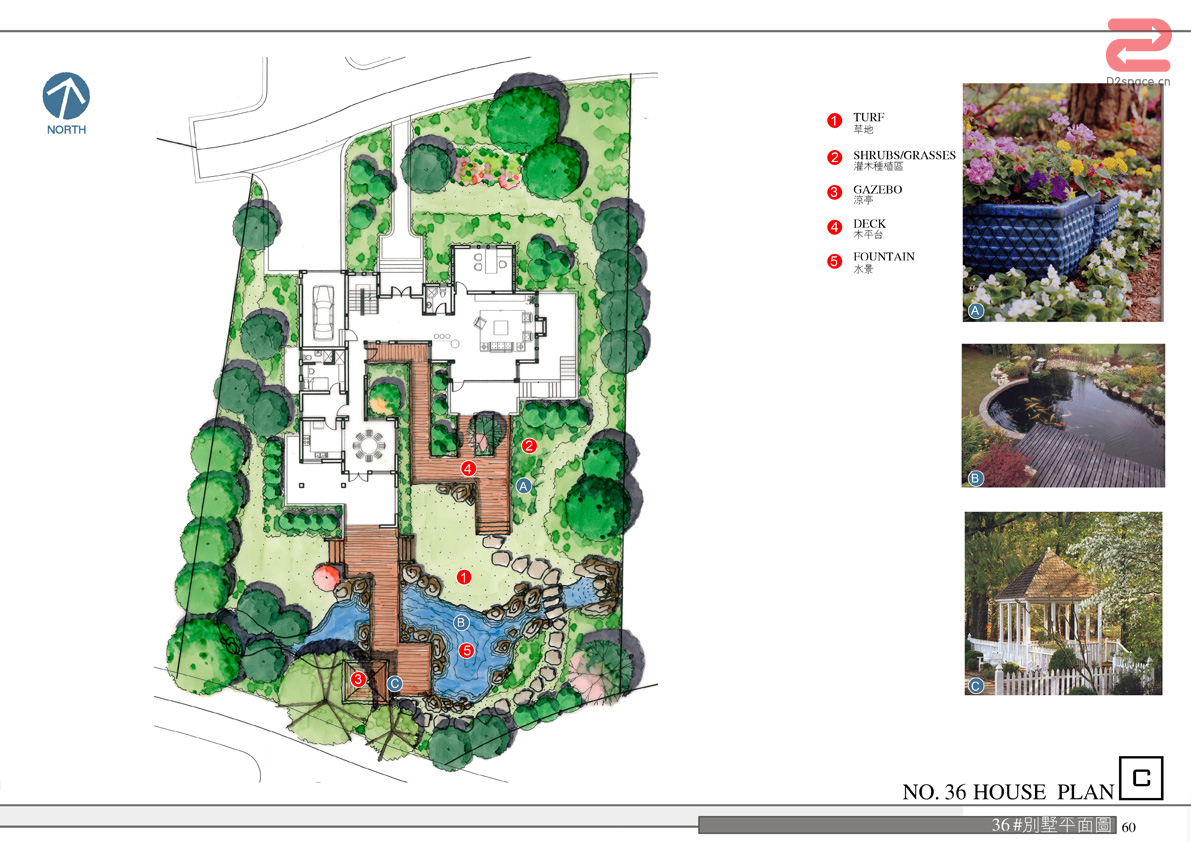 D2space.cn
NORTH
1 TURF
草地
2 SHRUBS/GRASSES
灌木種植區
3 GAZEBO
涼亭
4 DECK
木平台
5 FOUNTAIN
水景
A
B
C
2
4
A
1
B
5
3
C
NO. 36 HOUSE PLAN C
36#別墅平面圖 60